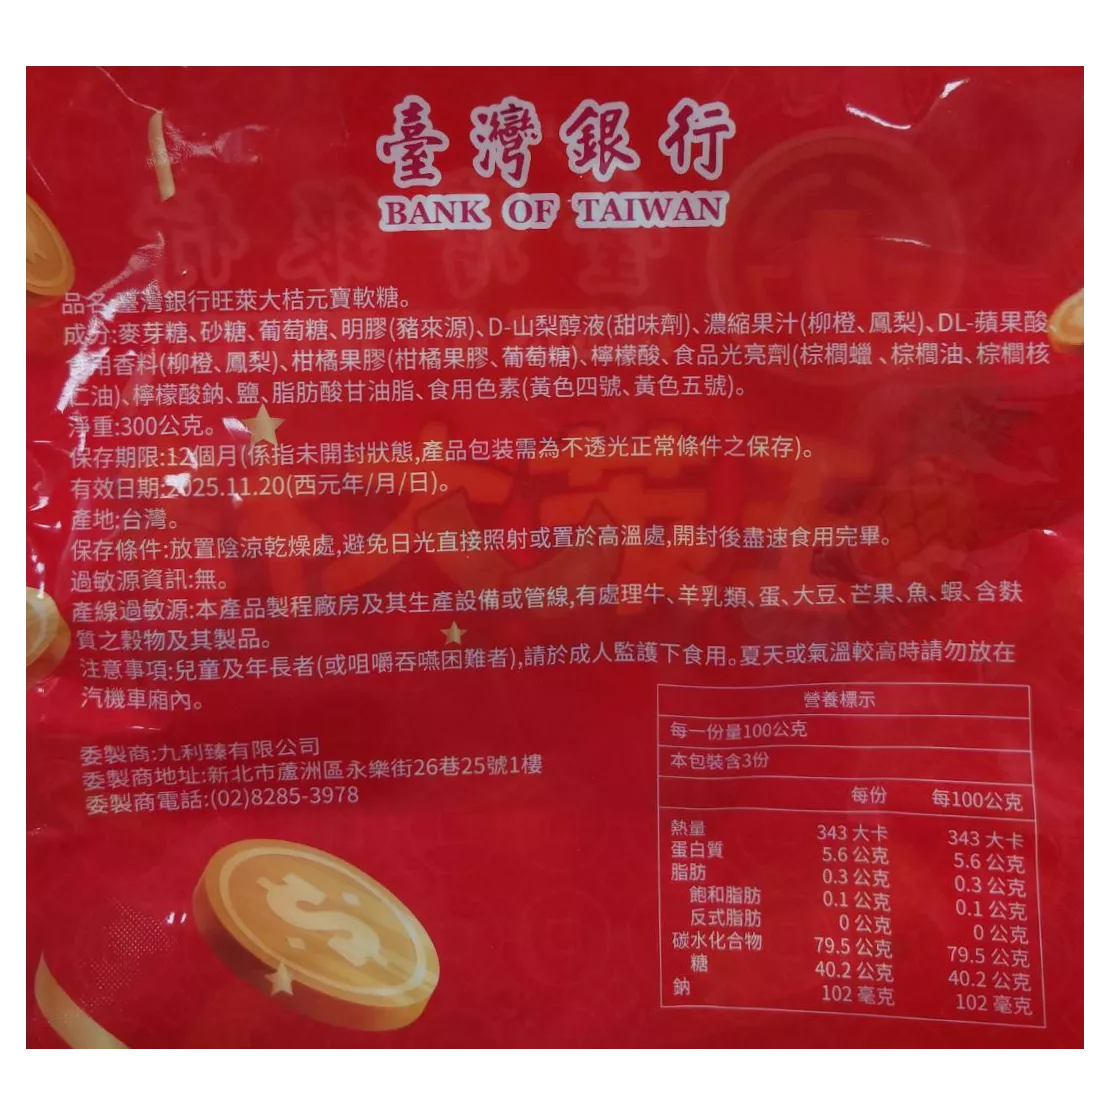 臺灣銀行
BANK OF TAIWAN
品名:臺灣銀行旺萊大桔元寶軟糖。
成分:麥芽糖、砂糖、葡萄糖、明膠(豬來源)、D-山梨醇液(甜味劑)、濃縮果汁(柳橙、鳳梨)、DL-蘋果酸、
食用香料(柳橙、鳳梨)、柑橘果膠(柑橘果膠、葡萄糖)、檸檬酸、食品光亮劑(棕櫚蠟、棕櫚油、棕櫚核
仁油)、檸檬酸鈉、鹽、脂肪酸甘油脂、食用色素(黃色四號、黃色五號)。
淨重:300公克。
保存期限:12個月(係指未開封狀態,產品包裝需為不透光正常條件之保存)。
有效日期:2025.11.20(西元年/月/日)。
產地:台灣。
保存條件:放置陰涼乾燥處,避免日光直接照射或置於高溫處,開封後盡速食用完畢。
過敏源資訊:無。
產線過敏源:本產品製程廠房及其生產設備或管線,有處理牛、羊乳類、蛋、大豆、芒果、魚、蝦、含麩
質之穀物及其製品。
注意事項:兒童及年長者(或咀嚼吞嚥困難者),請於成人監護下食用。夏天或氣溫較高時請勿放在
汽機車廂內。
委製商:九利臻有限公司
委製商地址:新北市蘆洲區永樂街26巷25號1樓
委製商電話:(02)8285-3978
營養標示
每一份量100公克
本包裝含3份
每份 每100公克
熱量 343 大卡 343 大卡
蛋白質 5.6 公克 5.6 公克
脂肪 0.3 公克 0.3 公克
飽和脂肪 0.1 公克 0.1 公克
反式脂肪 0 公克 0 公克
碳水化合物 79.5 公克 79.5 公克
糖 40.2 公克 40.2 公克
鈉 102 毫克 102 毫克